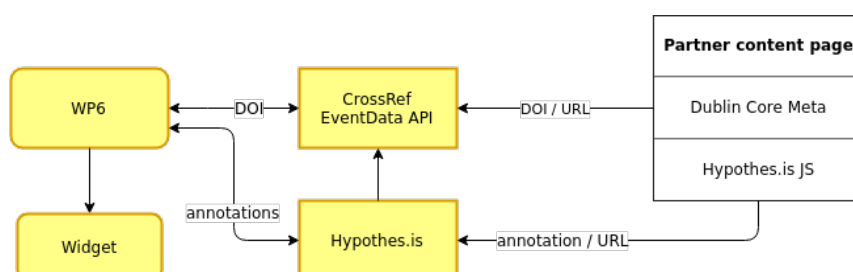 Partner content page
WP6
DOI
CrossRef
EventData API
DOI / URL
Dublin Core Meta
Hypothes.is JS
annotations
Widget
Hypothes.is
annotation / URL